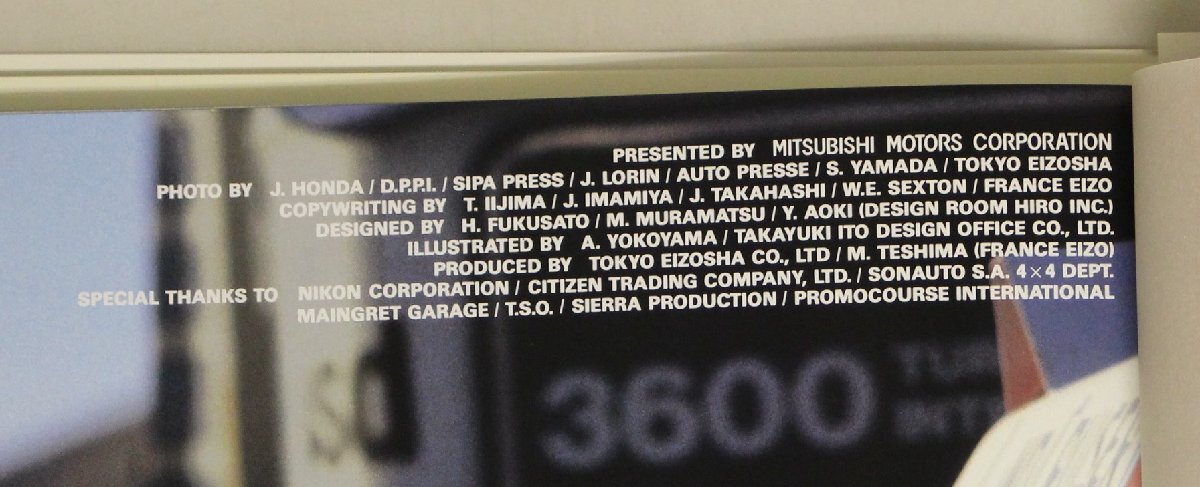 PRESENTED BY MITSUBISHI MOTORS CORPORATION
PHOTO BY J. HONDA / D.P.P.I. / SIPA PRESS / J. LORIN / AUTO PRESSE / S. YAMADA / TOKYO EIZOSHA
COPYWRITING BY T. IIJIMA / J. IMAMIYA / J. TAKAHASHI / W.E. SEXTON / FRANCE EIZO
DESIGNED BY H. FUKUSATO / M. MURAMATSU / Y. AOKI (DESIGN ROOM HIRO INC.)
ILLUSTRATED BY A. YOKOYAMA / TAKAYUKI ITO DESIGN OFFICE CO., LTD.
PRODUCED BY TOKYO EIZOSHA CO., LTD / M. TESHIMA (FRANCE EIZO)
SPECIAL THANKS TO NIKON CORPORATION / CITIZEN TRADING COMPANY, LTD. / SONAUTO S.A. 4×4 DEPT.
MAINGRET GARAGE / T.S.O. / SIERRA PRODUCTION / PROMOCOURSE INTERNATIONAL
3600